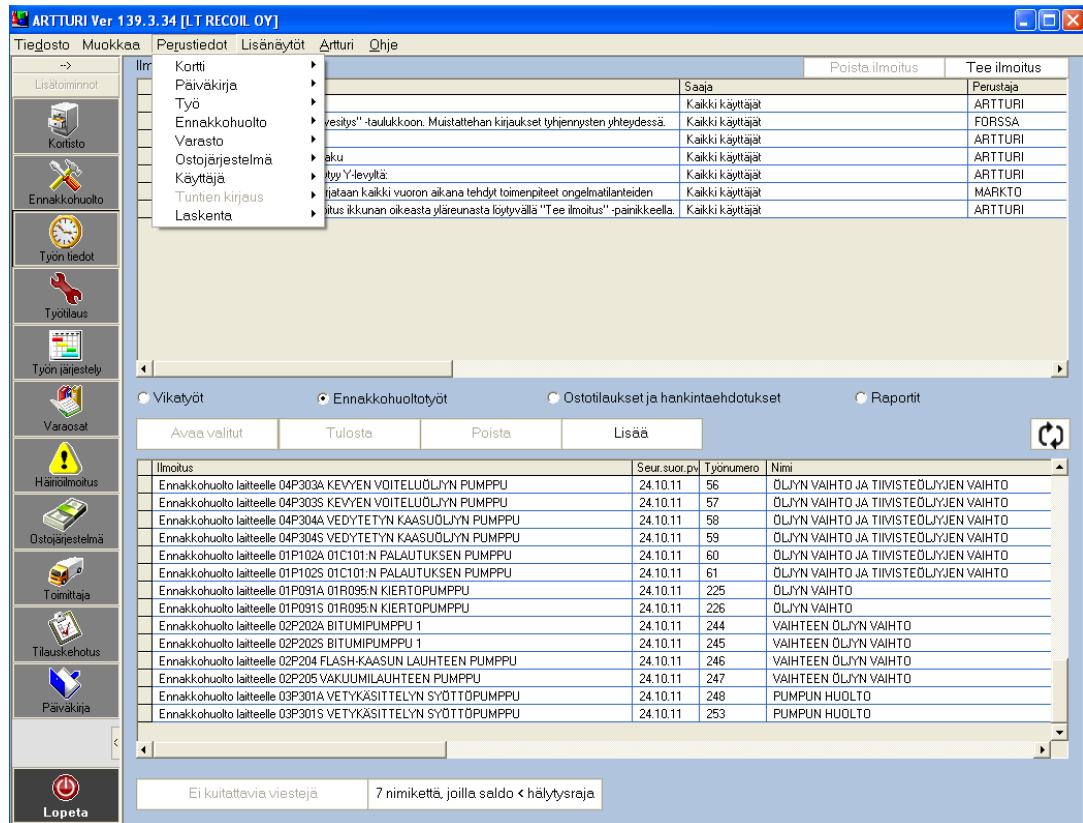 ARTTURI Ver 139.3.34 [LT RECOIL OY]
Tiedosto Muokkaa Perustiedot Lisänäytöt Artturi Ohje
-->
Lisätoiminnot
Kortisto
Ennakkohuolto
Työn tiedot
Työtilaus
Työn järjestely
Varaosat
Häiriöilmoitus
Ostojärjestelmä
Toimittaja
Tilauskehotus
Päiväkirja
<
Lopeta
Kortti
Päiväkirja
Työ
Ennakkohuolto
Varasto
Ostojärjestelmä
Käyttäjä
Tuntien kirjaus
Laskenta
Poista ilmoitus Tee ilmoitus
Saaja Perustaja
Kaikki käyttäjät ARTTURI
vesitys" -taulukkoon. Muistattehan kirjaukset tyhjennysten yhteydessä. Kaikki käyttäjät FORSSA
Kaikki käyttäjät ARTTURI
aku Kaikki käyttäjät ARTTURI
tyy Y-levyltä: Kaikki käyttäjät ARTTURI
rjataan kaikki vuoron aikana tehdyt toimenpiteet ongelmatilanteiden Kaikki käyttäjät MARKTO
oitus ikkunan oikeasta yläreunasta löytyvällä "Tee ilmoitus" -painikkeella. Kaikki käyttäjät ARTTURI
Vikatyöt Ennakkohuoltotyöt Ostotilaukset ja hankintaehdotukset Raportit
Avaa valitut Tulosta Poista Lisää
Ilmoitus Seur.suor.pv Työnumero Nimi
Ennakkohuolto laitteelle 04P303A KEVYEN VOITELUÖLJYN PUMPPU 24.10.11 56 ÖLJYN VAIHTO JA TIIVISTEÖLJYJEN VAIHTO
Ennakkohuolto laitteelle 04P303S KEVYEN VOITELUÖLJYN PUMPPU 24.10.11 57 ÖLJYN VAIHTO JA TIIVISTEÖLJYJEN VAIHTO
Ennakkohuolto laitteelle 04P304A VEDYTETYN KAASUÖLJYN PUMPPU 24.10.11 58 ÖLJYN VAIHTO JA TIIVISTEÖLJYJEN VAIHTO
Ennakkohuolto laitteelle 04P304S VEDYTETYN KAASUÖLJYN PUMPPU 24.10.11 59 ÖLJYN VAIHTO JA TIIVISTEÖLJYJEN VAIHTO
Ennakkohuolto laitteelle 01P102A 01C101:N PALAUTUKSEN PUMPPU 24.10.11 60 ÖLJYN VAIHTO JA TIIVISTEÖLJYJEN VAIHTO
Ennakkohuolto laitteelle 01P102S 01C101:N PALAUTUKSEN PUMPPU 24.10.11 61 ÖLJYN VAIHTO JA TIIVISTEÖLJYJEN VAIHTO
Ennakkohuolto laitteelle 01P091A 01R095:N KIERTOPUMPPU 24.10.11 225 ÖLJYN VAIHTO
Ennakkohuolto laitteelle 01P091S 01R095:N KIERTOPUMPPU 24.10.11 226 ÖLJYN VAIHTO
Ennakkohuolto laitteelle 02P202A BITUMIPUMPPU 1 24.10.11 244 VAIHTEEN ÖLJYN VAIHTO
Ennakkohuolto laitteelle 02P202S BITUMIPUMPPU 1 24.10.11 245 VAIHTEEN ÖLJYN VAIHTO
Ennakkohuolto laitteelle 02P204 FLASH-KAASUN LAUHTEEN PUMPPU 24.10.11 246 VAIHTEEN ÖLJYN VAIHTO
Ennakkohuolto laitteelle 02P205 VAKUUMILAUHTEEN PUMPPU 24.10.11 247 VAIHTEEN ÖLJYN VAIHTO
Ennakkohuolto laitteelle 03P301A VETYKÄSITTELYN SYÖTTÖPUMPPU 24.10.11 248 PUMPUN HUOLTO
Ennakkohuolto laitteelle 03P301S VETYKÄSITTELYN SYÖTTÖPUMPPU 24.10.11 253 PUMPUN HUOLTO
Ei kuitattavia viestejä 7 nimikettä, joilla saldo < hälytysraja